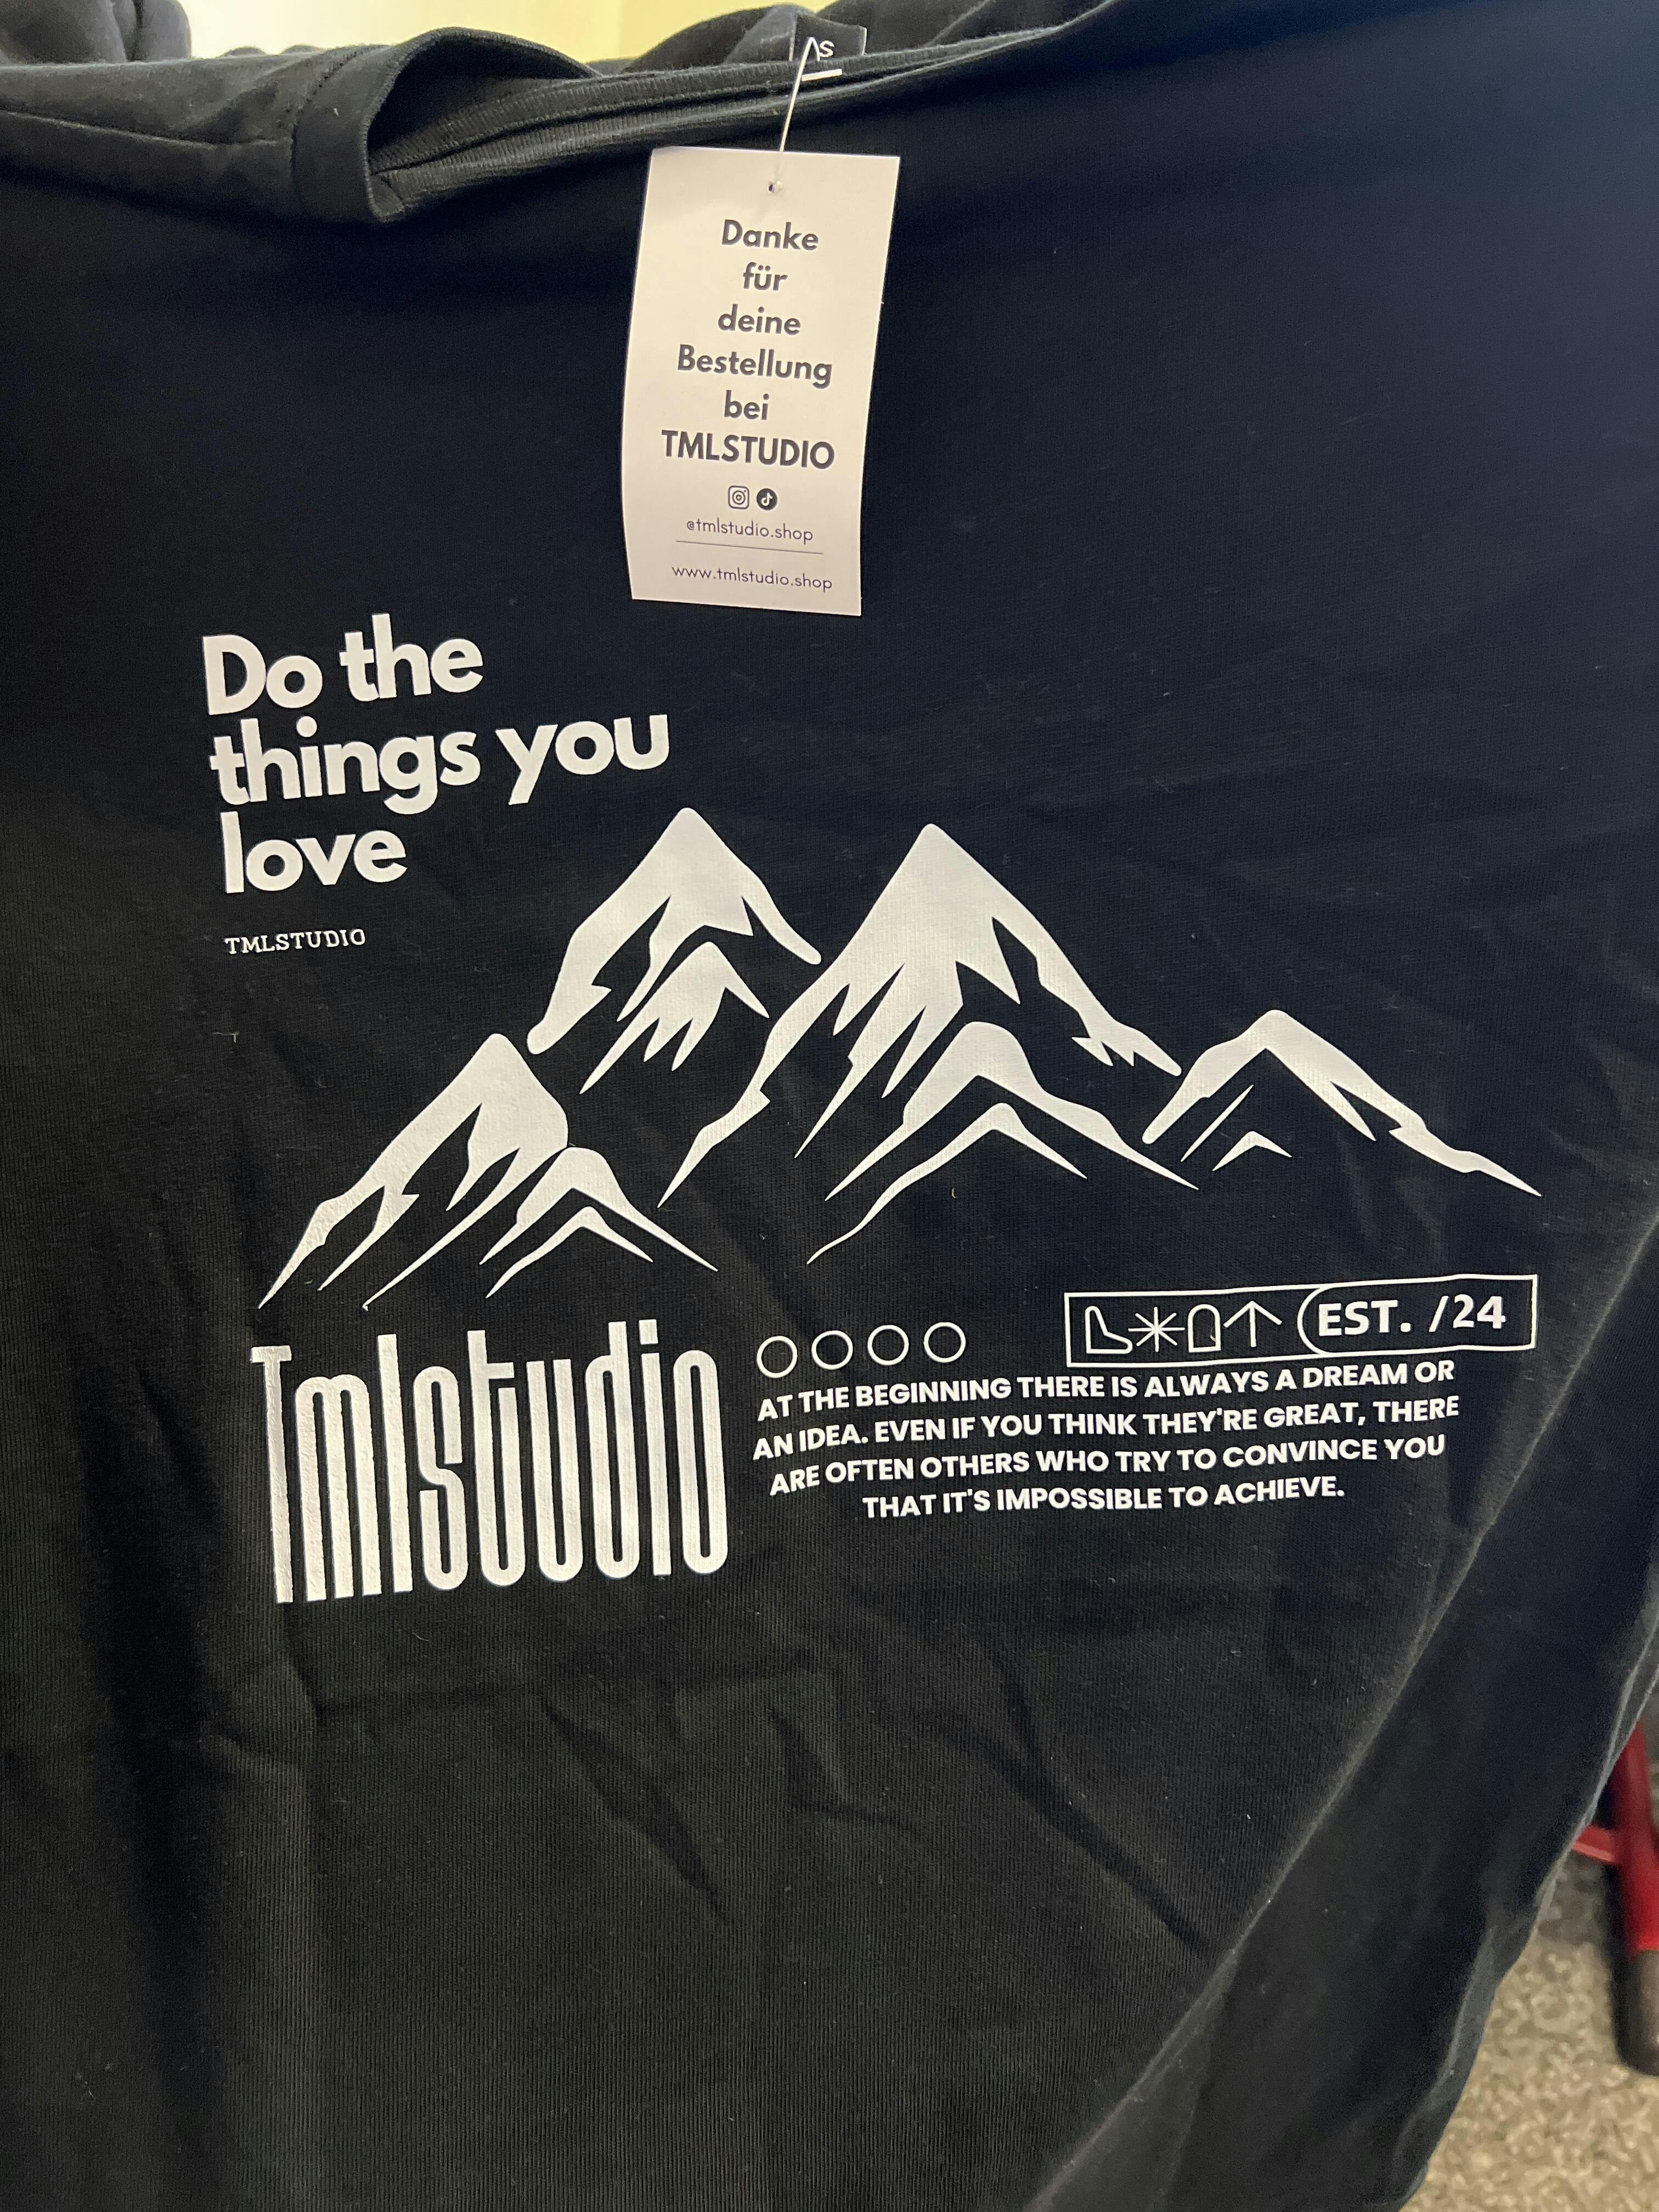 S
Danke
für
deine
Bestellung
bei
TMLSTUDIO
@tmlstudio.shop
www.tmlstudio.shop
Do the
things you
love
TMLSTUDIO
Tmlstudio
EST. /24
AT THE BEGINNING THERE IS ALWAYS A DREAM OR
AN IDEA. EVEN IF YOU THINK THEY'RE GREAT, THERE
ARE OFTEN OTHERS WHO TRY TO CONVINCE YOU
THAT IT'S IMPOSSIBLE TO ACHIEVE.